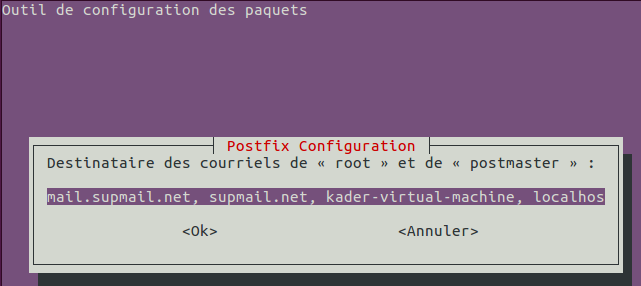 Outil de configuration des paquets
Postfix Configuration
Destinataire des courriels de « root » et de « postmaster » :
mail.supmail.net, supmail.net, kader-virtual-machine, localhos
<Ok> <Annuler>